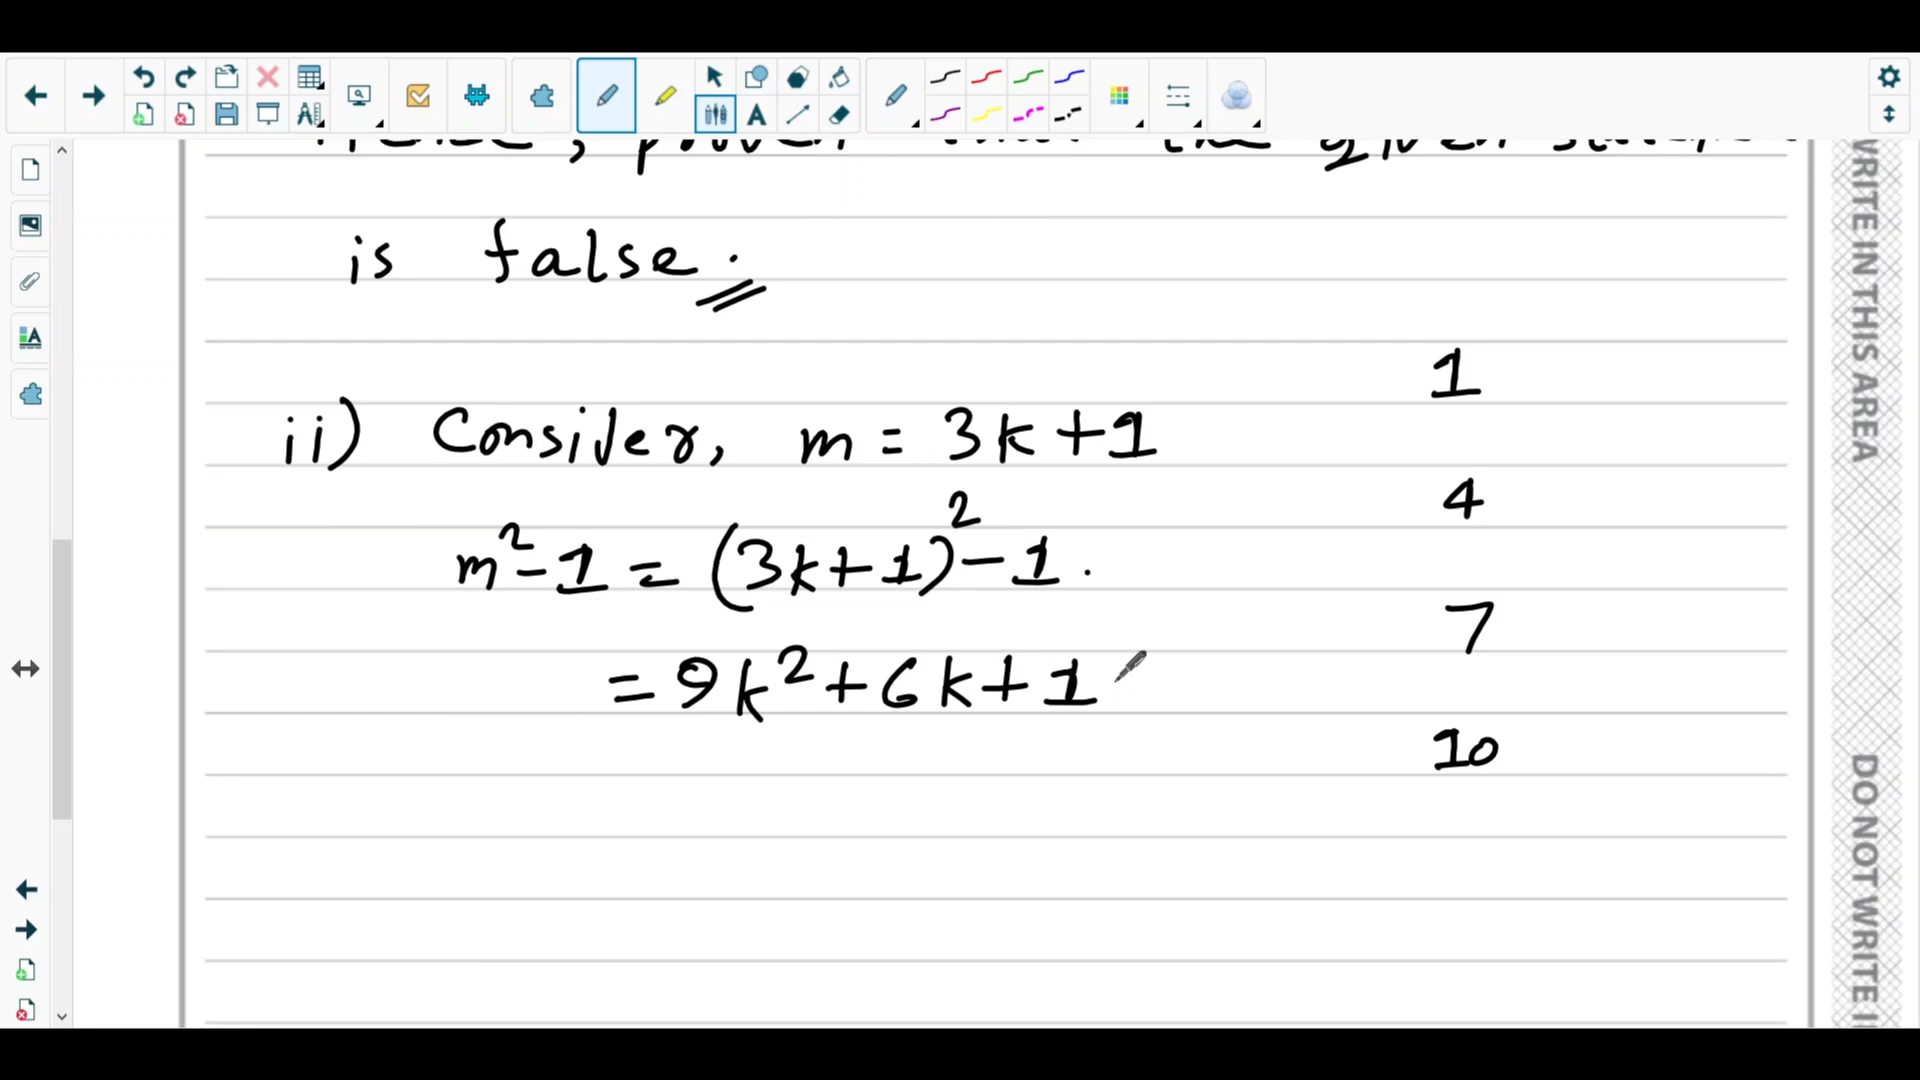 is false.
1
ii) Consider, m = 3k+1
4
m²-1 = (3k+1)²-1.
7
= 9k²+6k+1
10
WRITE IN THIS AREA
DO NOT WRITE I